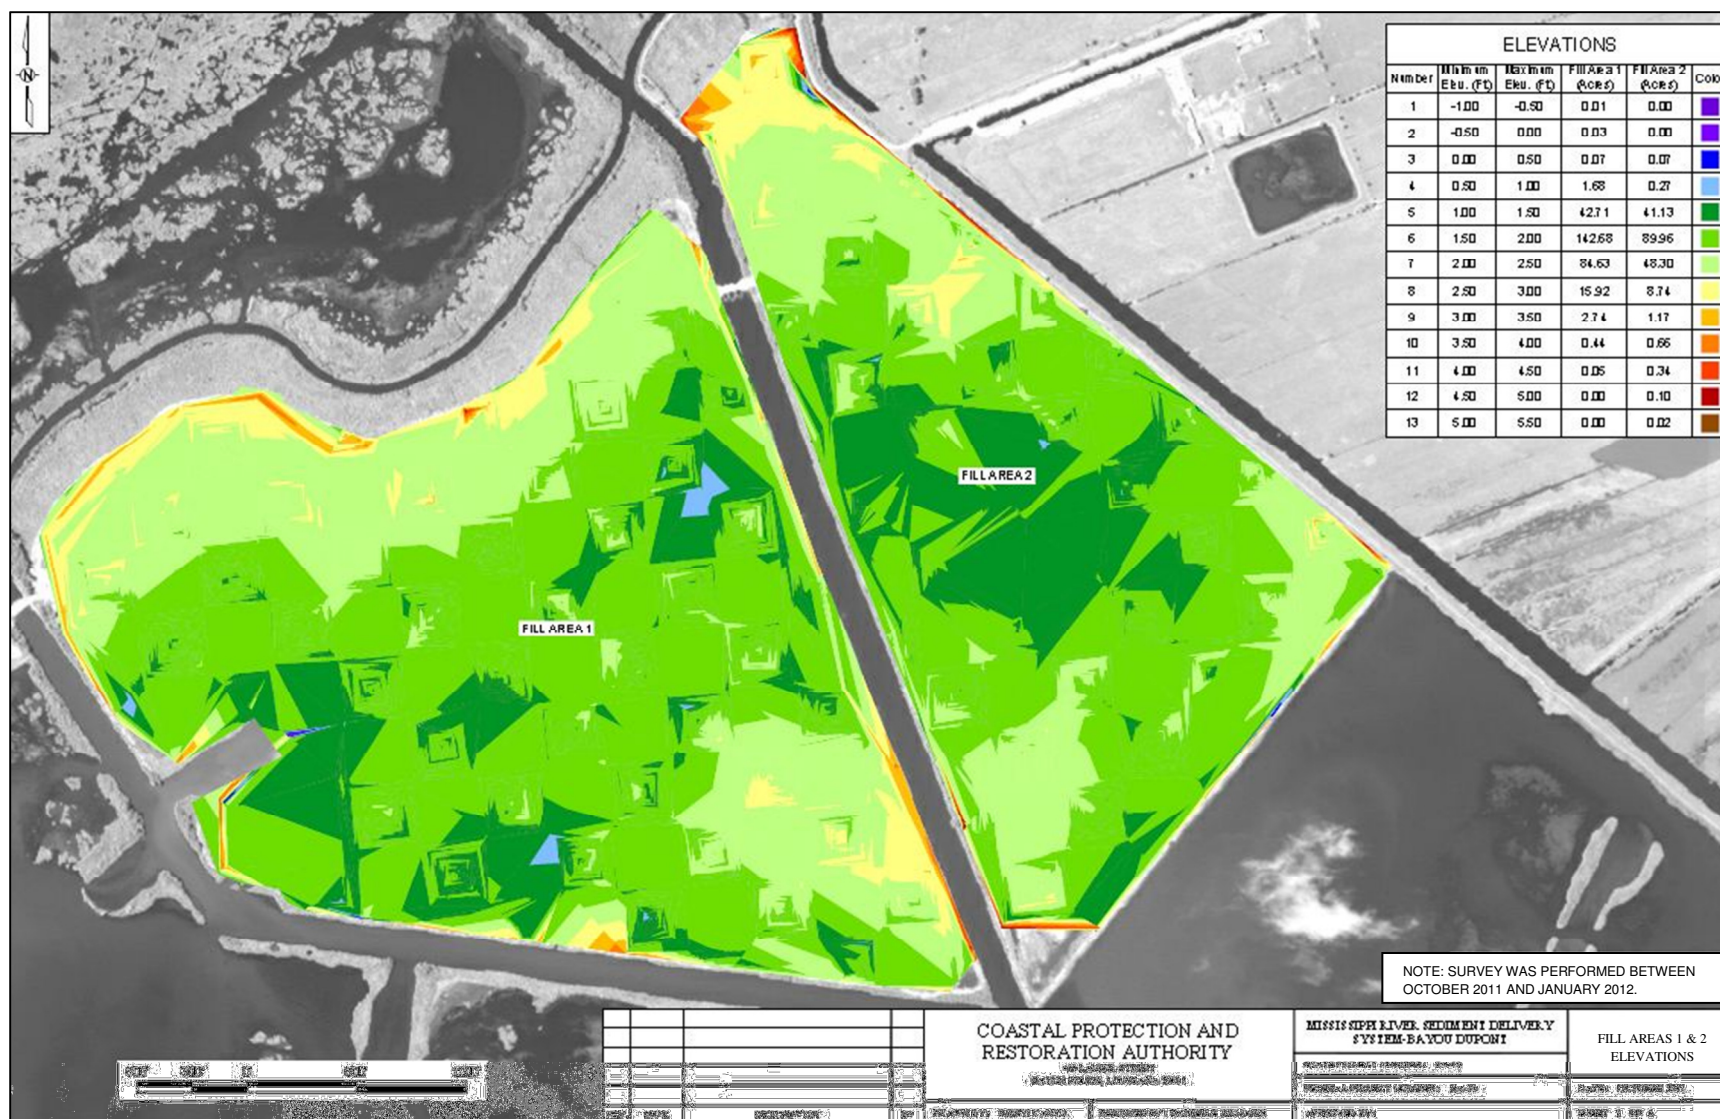 N
ELEVATIONS
Number Minimum Elev. (Ft) Maximum Elev. (Ft) Fill Area 1 (Acres) Fill Area 2 (Acres) Colo
1 -1.00 -0.50 0.01 0.00
2 -0.50 0.00 0.03 0.00
3 0.00 0.50 0.07 0.07
4 0.50 1.00 1.68 0.27
5 1.00 1.50 42.71 41.13
6 1.50 2.00 142.68 89.96
7 2.00 2.50 84.63 48.30
8 2.50 3.00 15.92 8.74
9 3.00 3.50 2.74 1.17
10 3.50 4.00 0.44 0.66
11 4.00 4.50 0.05 0.34
12 4.50 5.00 0.00 0.10
13 5.00 5.50 0.00 0.02
FILL AREA 2
FILL AREA 1
NOTE: SURVEY WAS PERFORMED BETWEEN
OCTOBER 2011 AND JANUARY 2012.
COASTAL PROTECTION AND
RESTORATION AUTHORITY
MISSISSIPPI RIVER SEDIMENT DELIVERY
SYSTEM-BAYOU DUPONT
FILL AREAS 1 & 2
ELEVATIONS